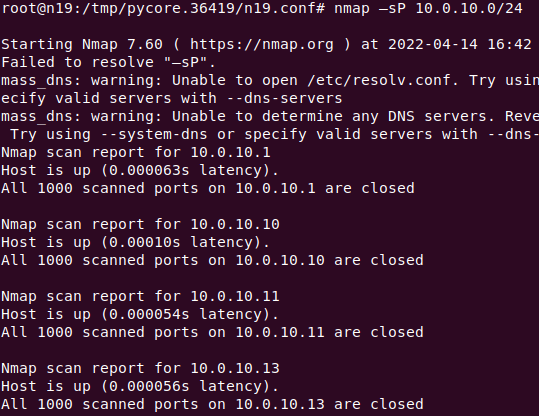 root@n19:/tmp/pycore.36419/n19.conf# nmap –sP 10.0.10.0/24
Starting Nmap 7.60 ( https://nmap.org ) at 2022-04-14 16:42
Failed to resolve "–sP".
mass_dns: warning: Unable to open /etc/resolv.conf. Try usin
ecify valid servers with --dns-servers
mass_dns: warning: Unable to determine any DNS servers. Reve
 Try using --system-dns or specify valid servers with --dns-
Nmap scan report for 10.0.10.1
Host is up (0.000063s latency).
All 1000 scanned ports on 10.0.10.1 are closed
Nmap scan report for 10.0.10.10
Host is up (0.00010s latency).
All 1000 scanned ports on 10.0.10.10 are closed
Nmap scan report for 10.0.10.11
Host is up (0.000054s latency).
All 1000 scanned ports on 10.0.10.11 are closed
Nmap scan report for 10.0.10.13
Host is up (0.000056s latency).
All 1000 scanned ports on 10.0.10.13 are closed